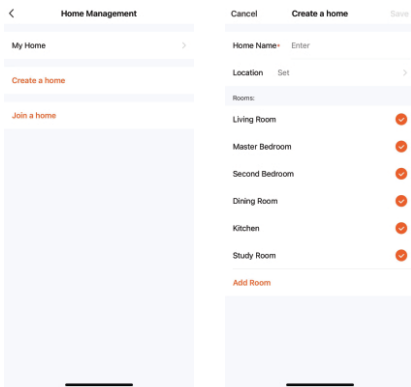 Home Management
My Home
Create a home
Join a home
Cancel
Create a home
Save
Home Name* Enter
Location Set
Rooms:
Living Room
Master Bedroom
Second Bedroom
Dining Room
Kitchen
Study Room
Add Room